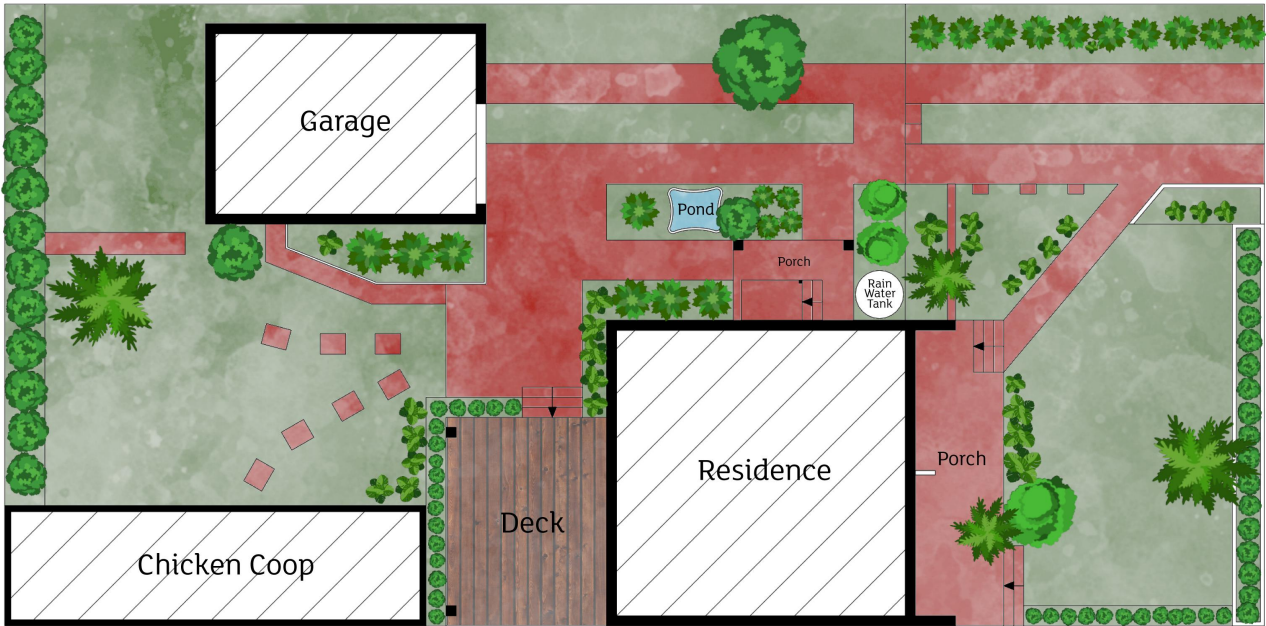 Garage
Pond
Porch
Rain
Water
Tank
Porch
Residence
Deck
Chicken Coop